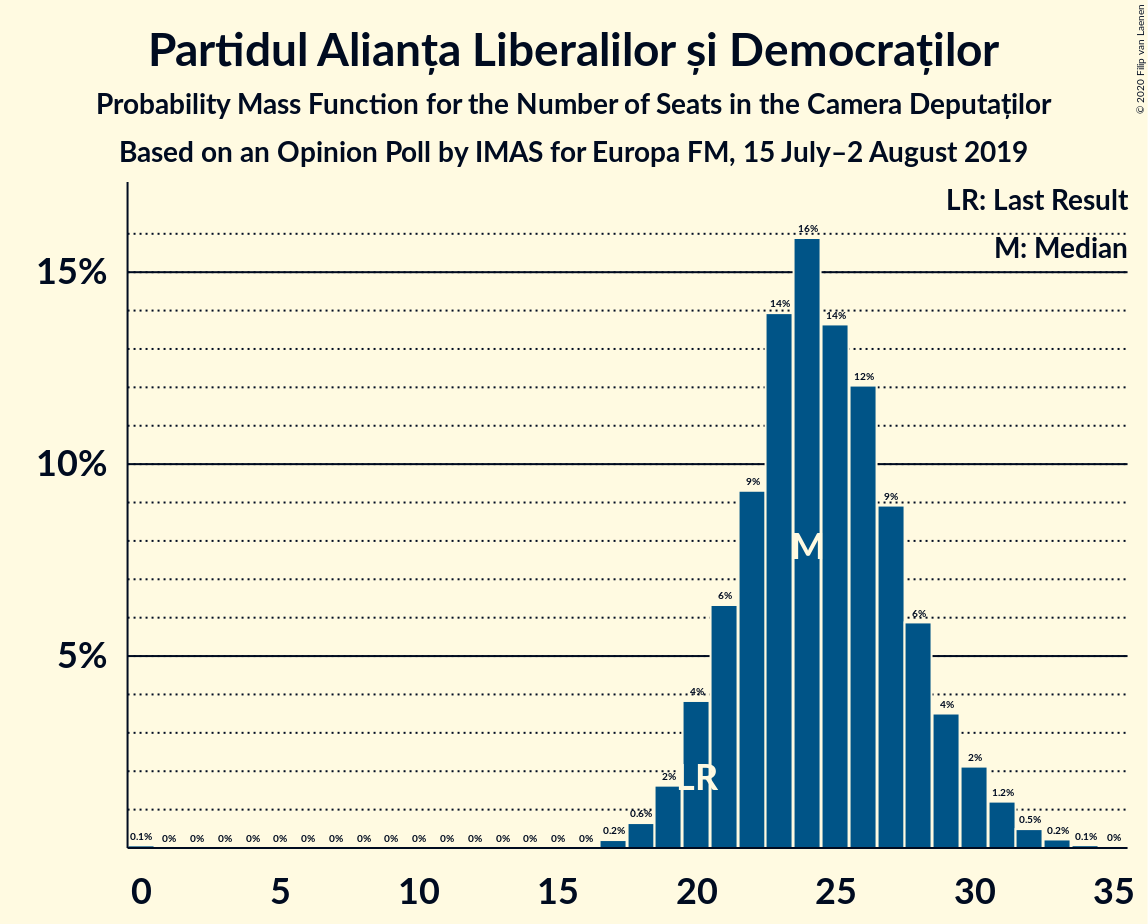 Partidul Alianța Liberalilor și Democraților
Probability Mass Function for the Number of Seats in the Camera Deputaților
Based on an Opinion Poll by IMAS for Europa FM, 15 July–2 August 2019
© 2020 Filip van Laenen
LR: Last Result
M: Median
15%
10%
5%
0.1% 0% 0% 0% 0% 0% 0% 0% 0% 0% 0% 0% 0% 0% 0% 0% 0% 0.2% 0.6% 2% 4% 6% 9% 14% 16% 14% 12% 9% 6% 4% 2% 1.2% 0.5% 0.2% 0.1% 0%
M
LR
0 5 10 15 20 25 30 35